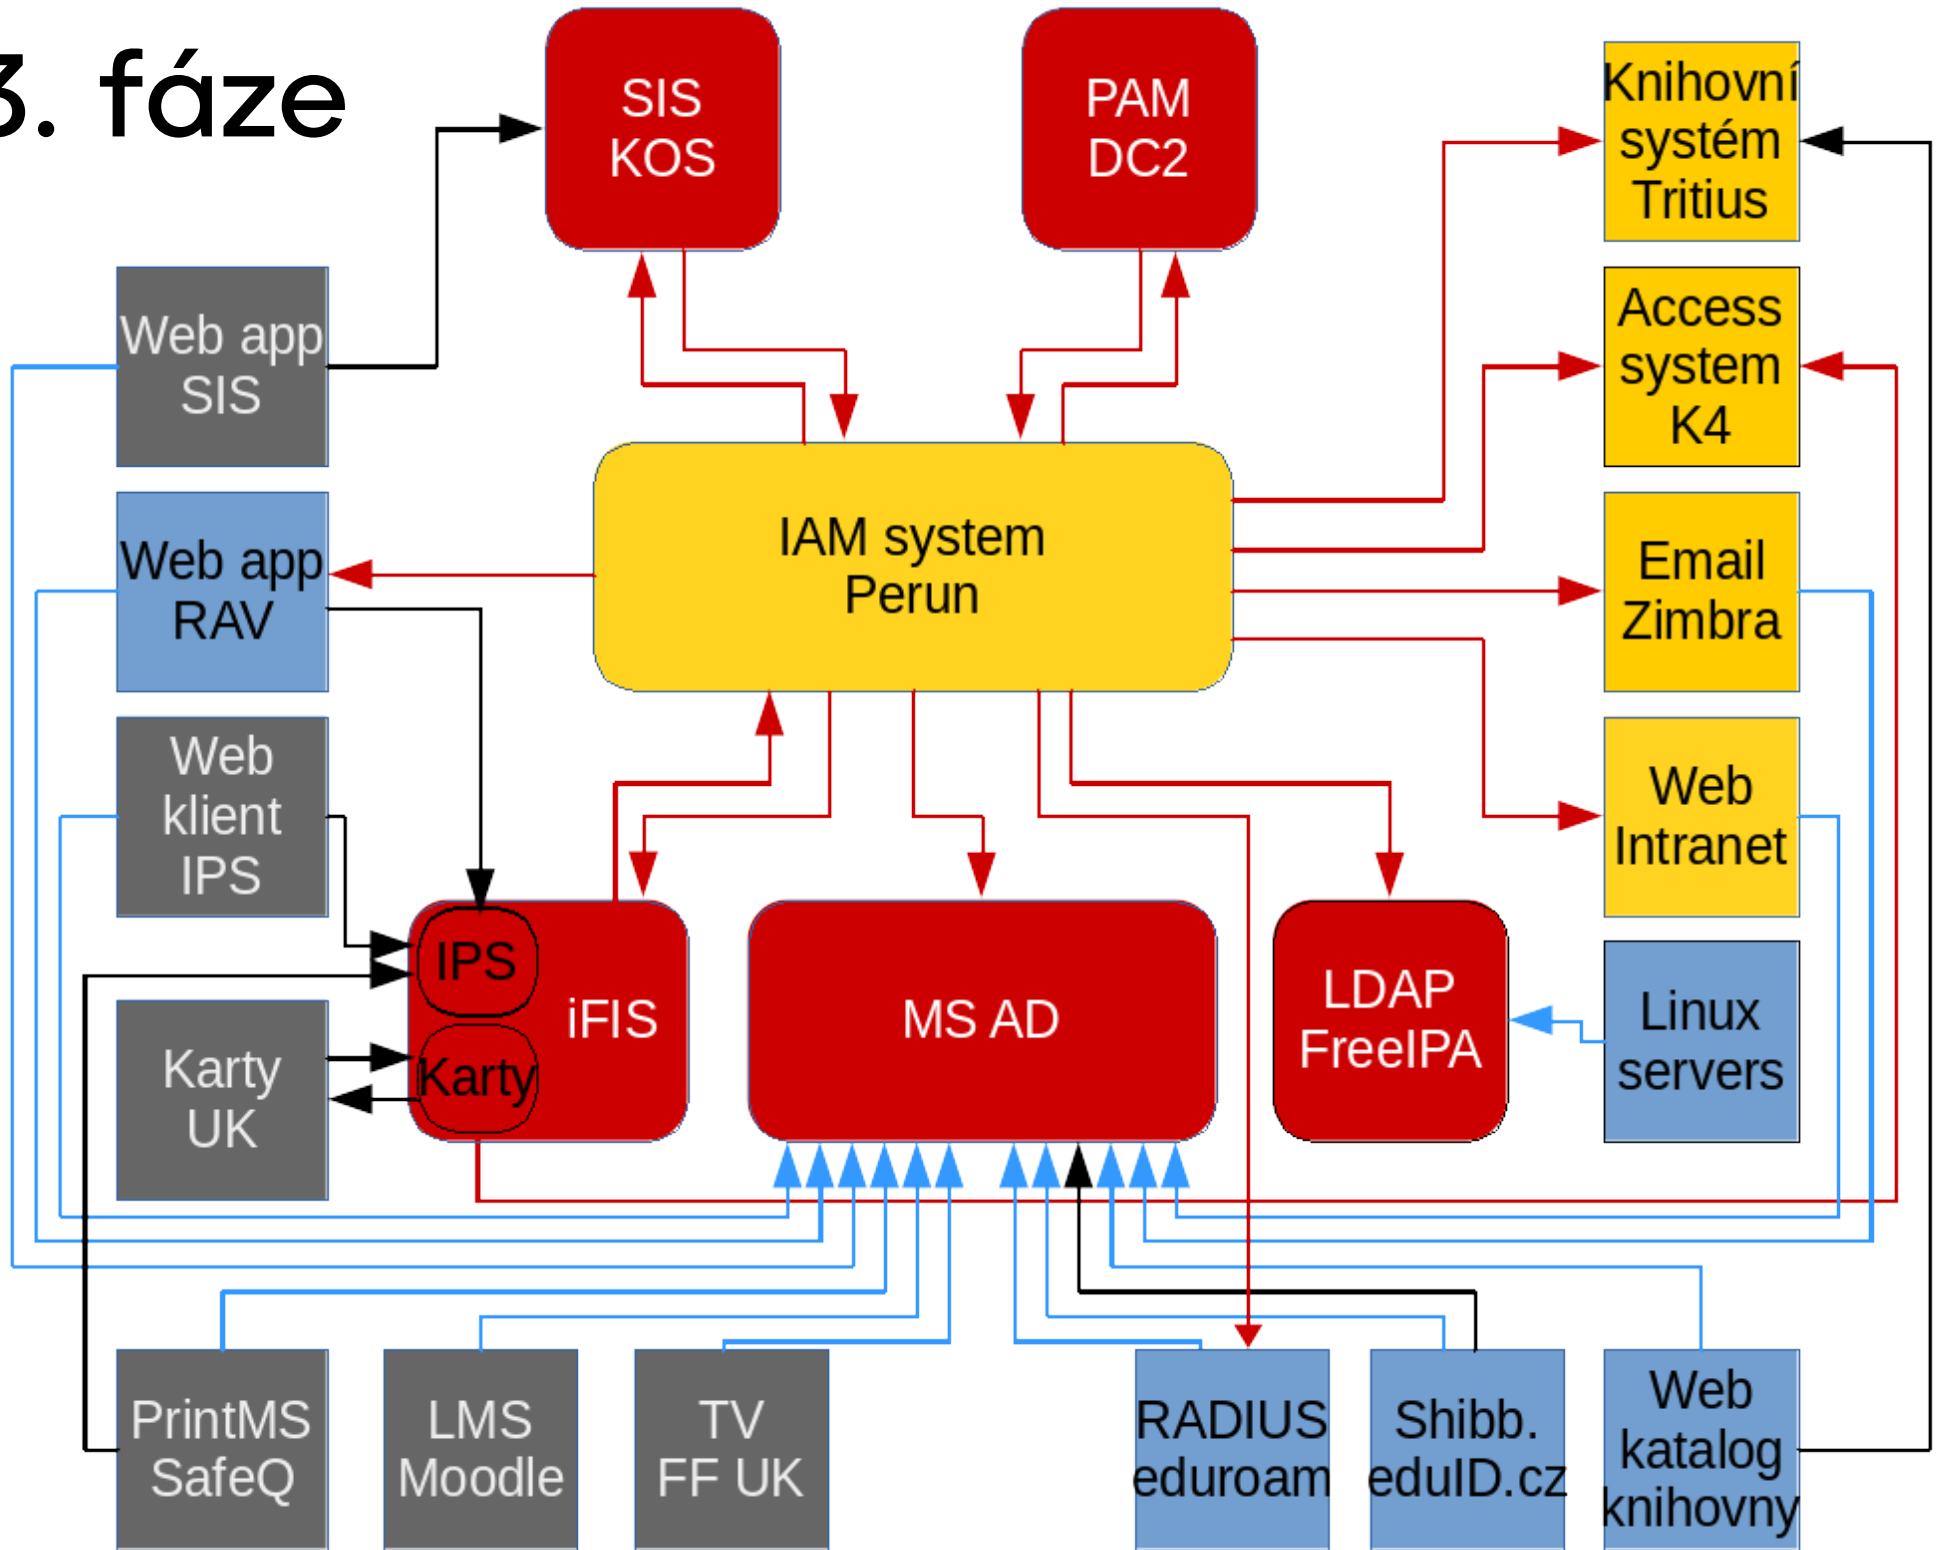 3. fáze
SIS
KOS
PAM
DC2
Knihovní
systém
Tritius
Web app
SIS
Access
system
K4
IAM system
Perun
Web app
RAV
Email
Zimbra
Web
klient
IPS
Web
Intranet
IPS
iFIS
Karty
MS AD
LDAP
FreeIPA
Linux
servers
Karty
UK
PrintMS
SafeQ
LMS
Moodle
TV
FF UK
RADIUS
eduroam
Shibb.
eduID.cz
Web
katalog
knihovny